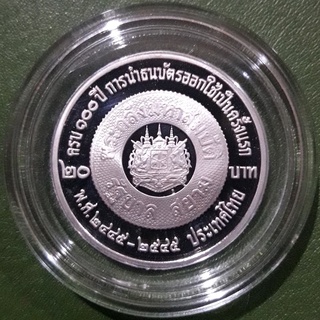 ครบ ๑๐๐ ปี การนำธนบัตรออกใช้เป็นครั้งแรก
๒๐ บาท
พ.ศ. ๒๔๔๕ - ๒๕๔๕ ประเทศไทย
รัฐบาลสยาม